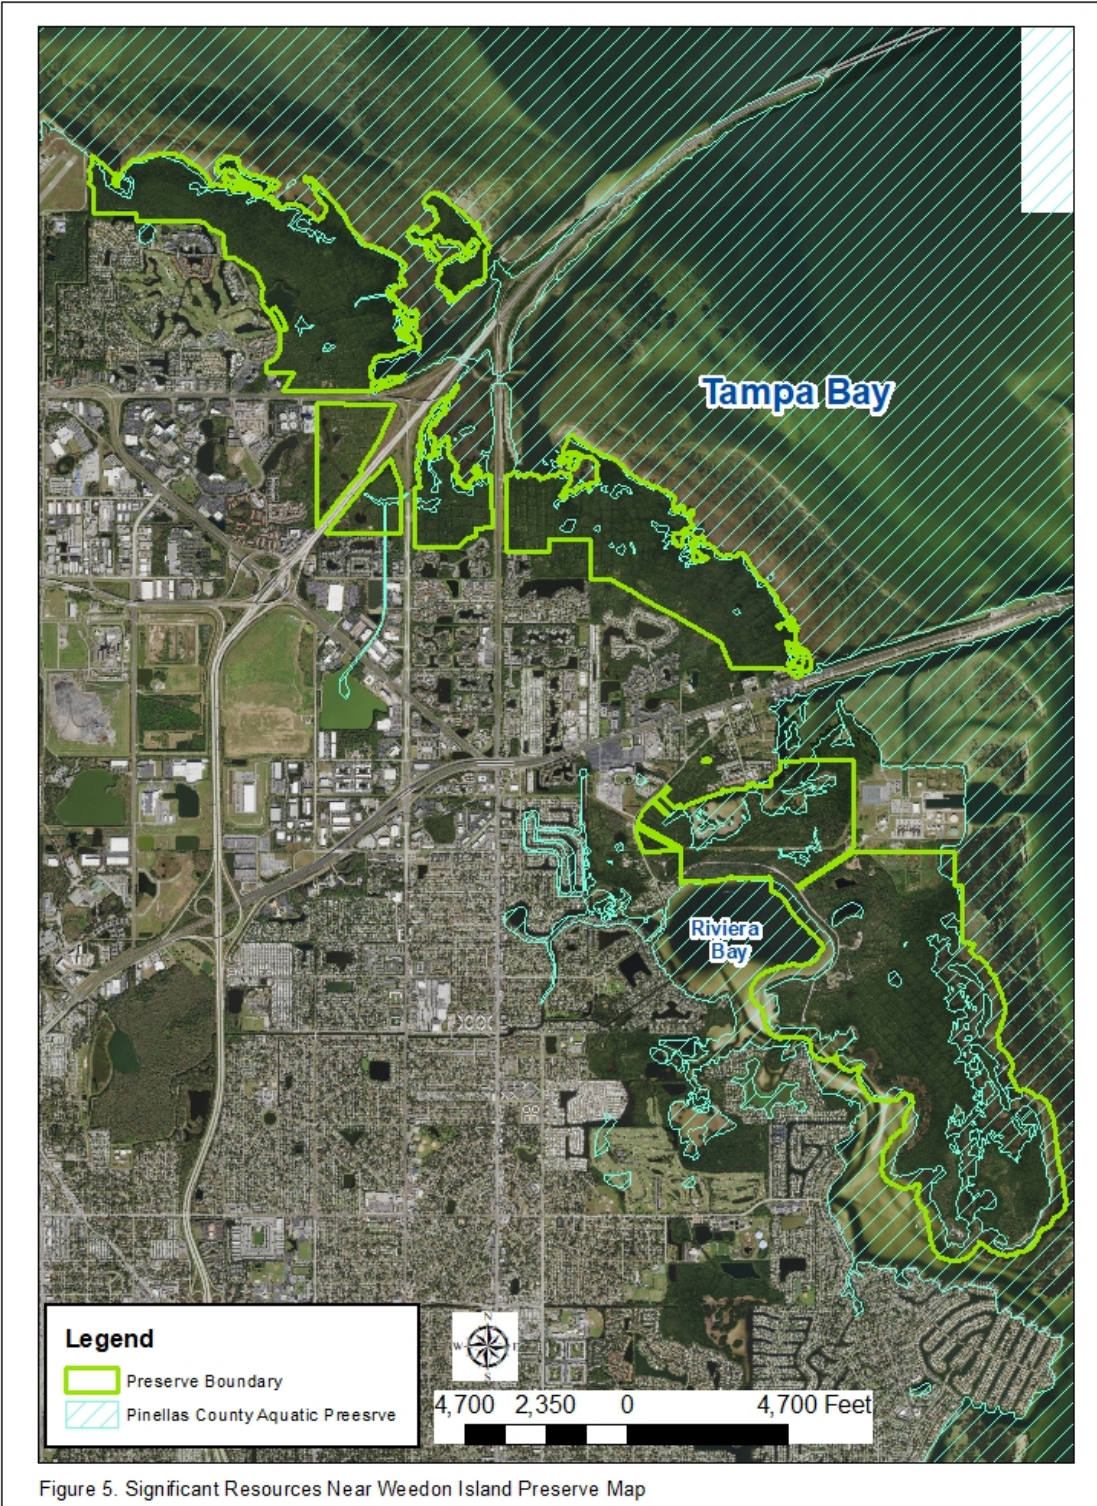 Tampa Bay
Riviera
Bay
Legend
Preserve Boundary
Pinellas County Aquatic Preesrve
N
W E
S
4,700 2,350 0 4,700 Feet
Figure 5. Significant Resources Near Weedon Island Preserve Map